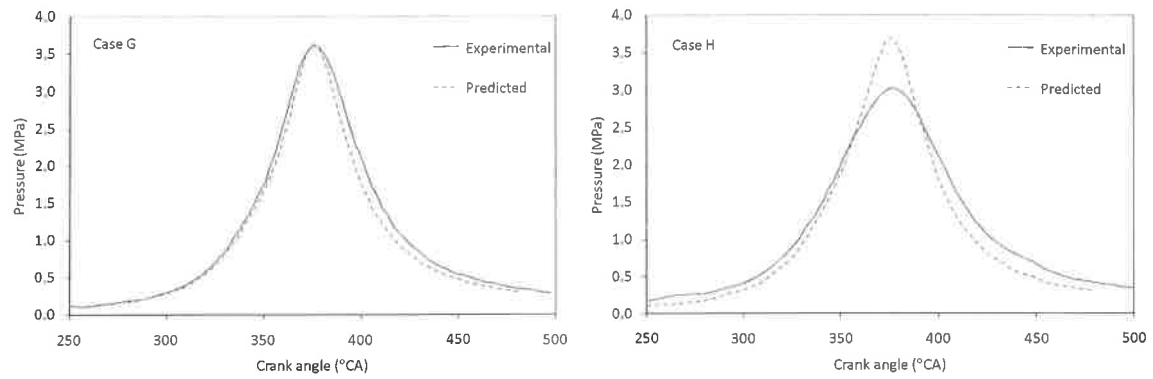 4.0
3.5
3.0
2.5
2.0
1.5
1.0
0.5
0.0
Pressure (MPa)
Case G
Experimental
Predicted
250 300 350 400 450 500
Crank angle (°CA)
4.0
3.5
3.0
2.5
2.0
1.5
1.0
0.5
0.0
Pressure (MPa)
Case H
Experimental
Predicted
250 300 350 400 450 500
Crank angle (°CA)